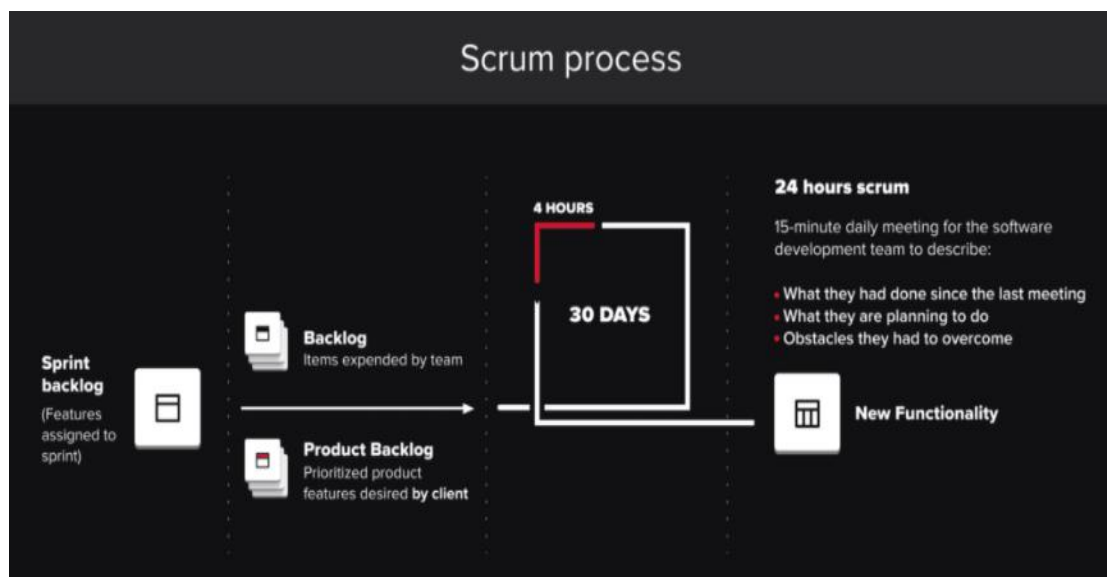 Scrum process
Sprint
backlog
(Features
assigned to
sprint)
Backlog
Items expended by team
Product Backlog
Prioritized product
features desired by client
4 HOURS
30 DAYS
24 hours scrum
15-minute daily meeting for the software
development team to describe:
What they had done since the last meeting
What they are planning to do
Obstacles they had to overcome
New Functionality